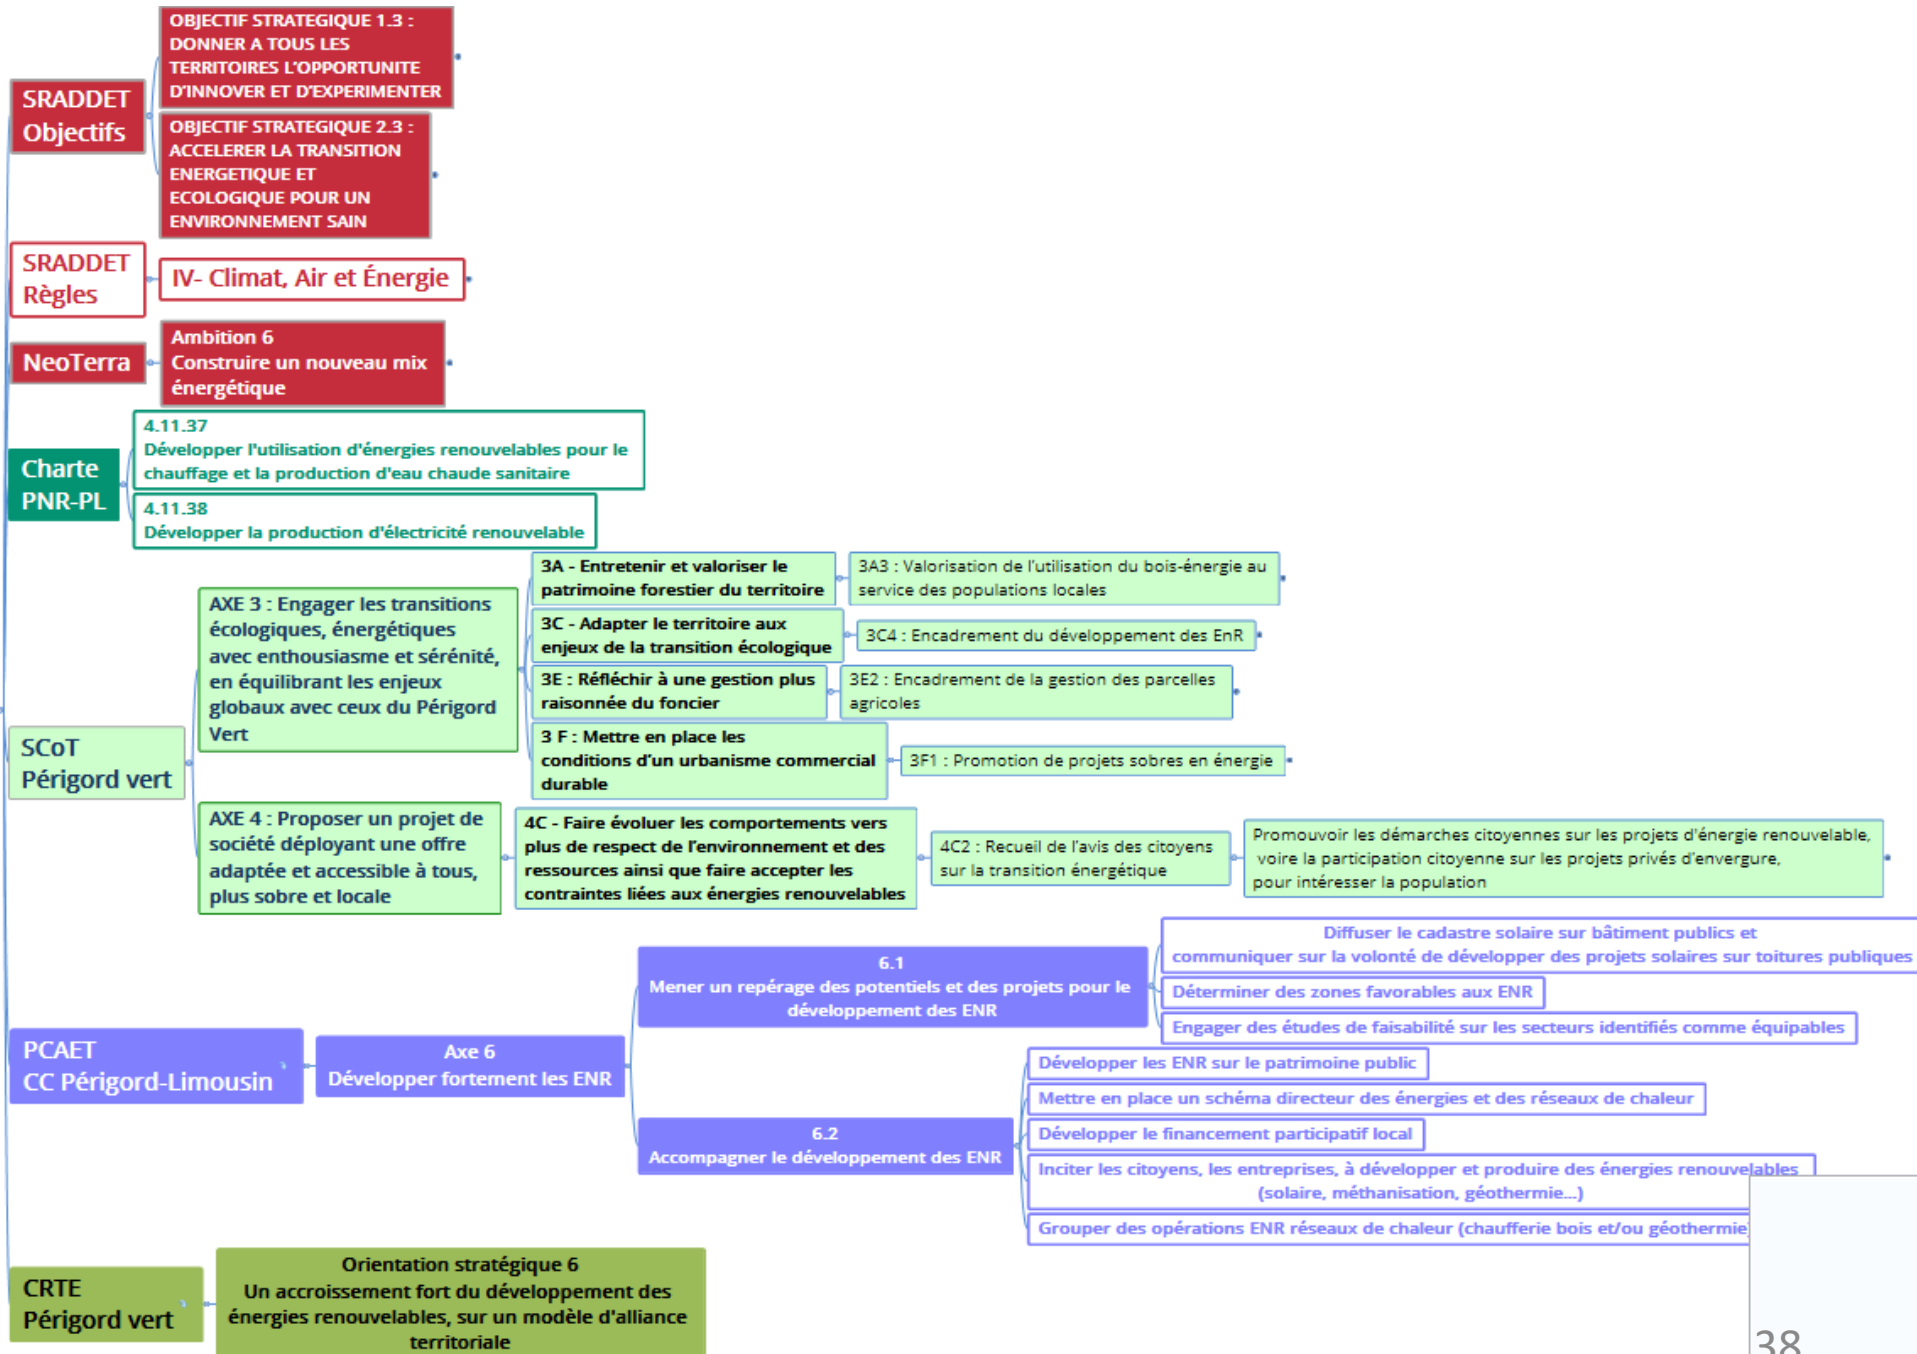 SRADDET
Objectifs
OBJECTIF STRATEGIQUE 1.3 :
DONNER A TOUS LES
TERRITOIRES L'OPPORTUNITE
D'INNOVER ET D'EXPERIMENTER
OBJECTIF STRATEGIQUE 2.3 :
ACCELERER LA TRANSITION
ENERGETIQUE ET
ECOLOGIQUE POUR UN
ENVIRONNEMENT SAIN
SRADDET
Règles
IV- Climat, Air et Énergie
NeoTerra
Ambition 6
Construire un nouveau mix
énergétique
Charte
PNR-PL
4.11.37
Développer l'utilisation d'énergies renouvelables pour le
chauffage et la production d'eau chaude sanitaire
4.11.38
Développer la production d'électricité renouvelable
SCoT
Périgord vert
AXE 3 : Engager les transitions
écologiques, énergétiques
avec enthousiasme et sérénité,
en équilibrant les enjeux
globaux avec ceux du Périgord
Vert
3A - Entretenir et valoriser le
patrimoine forestier du territoire
3A3 : Valorisation de l'utilisation du bois-énergie au
service des populations locales
3C - Adapter le territoire aux
enjeux de la transition écologique
3C4 : Encadrement du développement des EnR
3E : Réfléchir à une gestion plus
raisonnée du foncier
3E2 : Encadrement de la gestion des parcelles
agricoles
3 F : Mettre en place les
conditions d'un urbanisme commercial
durable
3F1 : Promotion de projets sobres en énergie
AXE 4 : Proposer un projet de
société déployant une offre
adaptée et accessible à tous,
plus sobre et locale
4C - Faire évoluer les comportements vers
plus de respect de l'environnement et des
ressources ainsi que faire accepter les
contraintes liées aux énergies renouvelables
4C2 : Recueil de l'avis des citoyens
sur la transition énergétique
Promouvoir les démarches citoyennes sur les projets d'énergie renouvelable,
voire la participation citoyenne sur les projets privés d'envergure,
pour intéresser la population
PCAET
CC Périgord-Limousin
Axe 6
Développer fortement les ENR
6.1
Mener un repérage des potentiels et des projets pour le
développement des ENR
Diffuser le cadastre solaire sur bâtiment publics et
communiquer sur la volonté de développer des projets solaires sur toitures publiques
Déterminer des zones favorables aux ENR
Engager des études de faisabilité sur les secteurs identifiés comme équipables
6.2
Accompagner le développement des ENR
Développer les ENR sur le patrimoine public
Mettre en place un schéma directeur des énergies et des réseaux de chaleur
Développer le financement participatif local
Inciter les citoyens, les entreprises, à développer et produire des énergies renouvelables
(solaire, méthanisation, géothermie...)
Grouper des opérations ENR réseaux de chaleur (chaufferie bois et/ou géothermie)
CRTE
Périgord vert
Orientation stratégique 6
Un accroissement fort du développement des
énergies renouvelables, sur un modèle d'alliance
territoriale
38